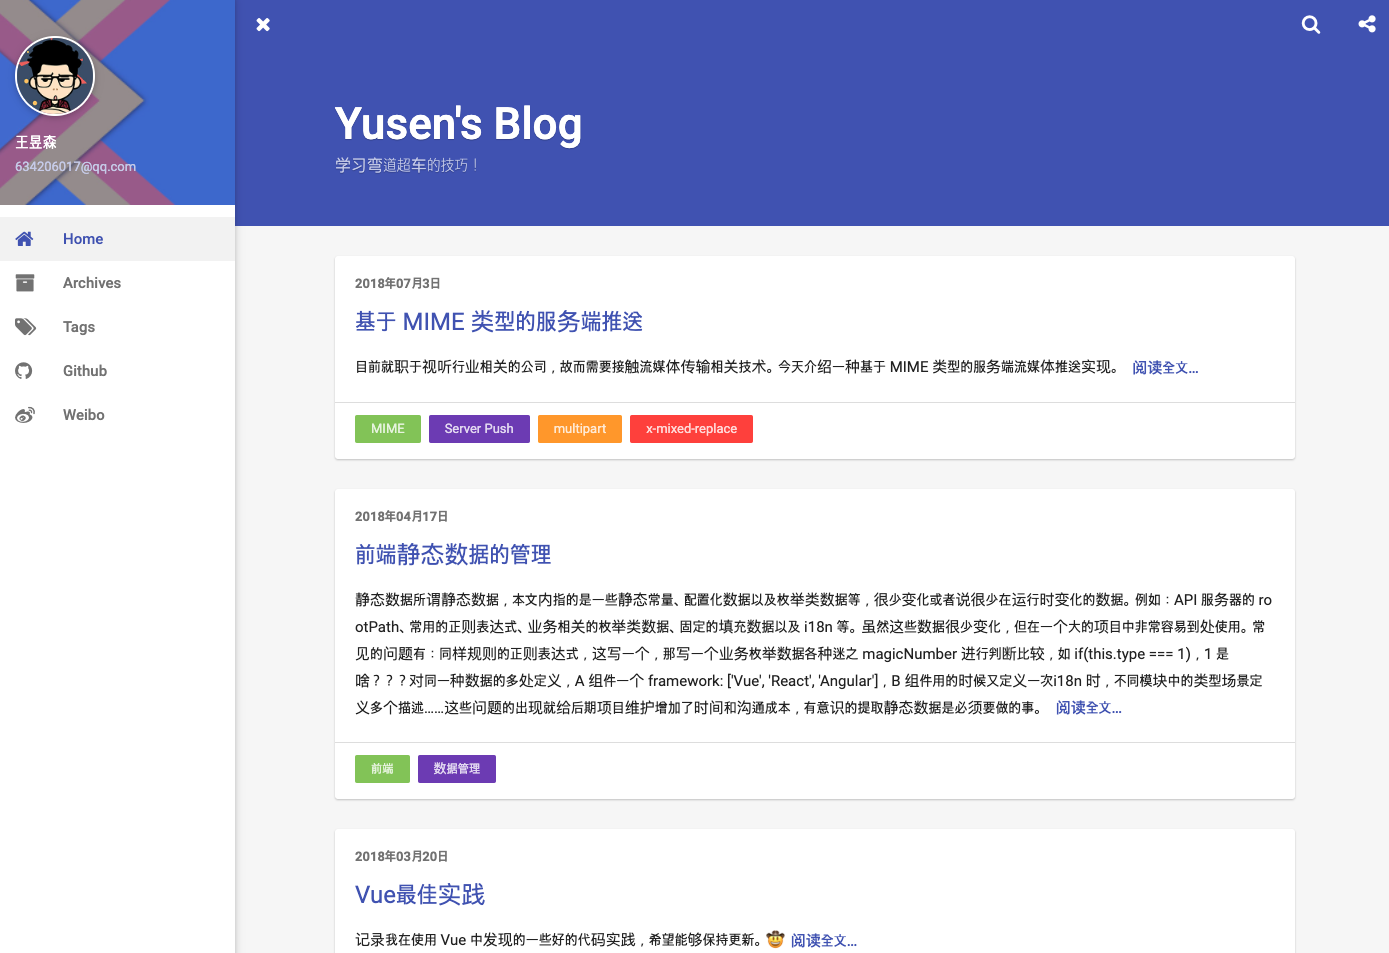 王昱森
634206017@qq.com
Home
Archives
Tags
Github
Weibo
Yusen's Blog
学习弯道超车的技巧！
2018年07月3日
基于 MIME 类型的服务端推送
目前就职于视听行业相关的公司，故而需要接触流媒体传输相关技术。今天介绍一种基于 MIME 类型的服务端流媒体推送实现。 阅读全文...
MIME Server Push multipart x-mixed-replace
2018年04月17日
前端静态数据的管理
静态数据所谓静态数据，本文内指的是一些静态常量、配置化数据以及枚举类数据等，很少变化或者说很少在运行时变化的数据。例如：API 服务器的 ro
otPath、常用的正则表达式、业务相关的枚举类数据、固定的填充数据以及 i18n 等。虽然这些数据很少变化，但在一个大的项目中非常容易到处使用。常
见的问题有：同样规则的正则表达式，这写一个，那写一个业务枚举数据各种迷之 magicNumber 进行判断比较，如 if(this.type === 1)，1 是
啥？？？对同一种数据的多处定义，A 组件一个 framework: ['Vue', 'React', 'Angular']，B 组件用的时候又定义一次i18n 时，不同模块中的类型场景定
义多个描述......这些问题的出现就给后期项目维护增加了时间和沟通成本，有意识的提取静态数据是必须要做的事。 阅读全文...
前端 数据管理
2018年03月20日
Vue最佳实践
记录我在使用 Vue 中发现的一些好的代码实践，希望能够保持更新。🤠 阅读全文...